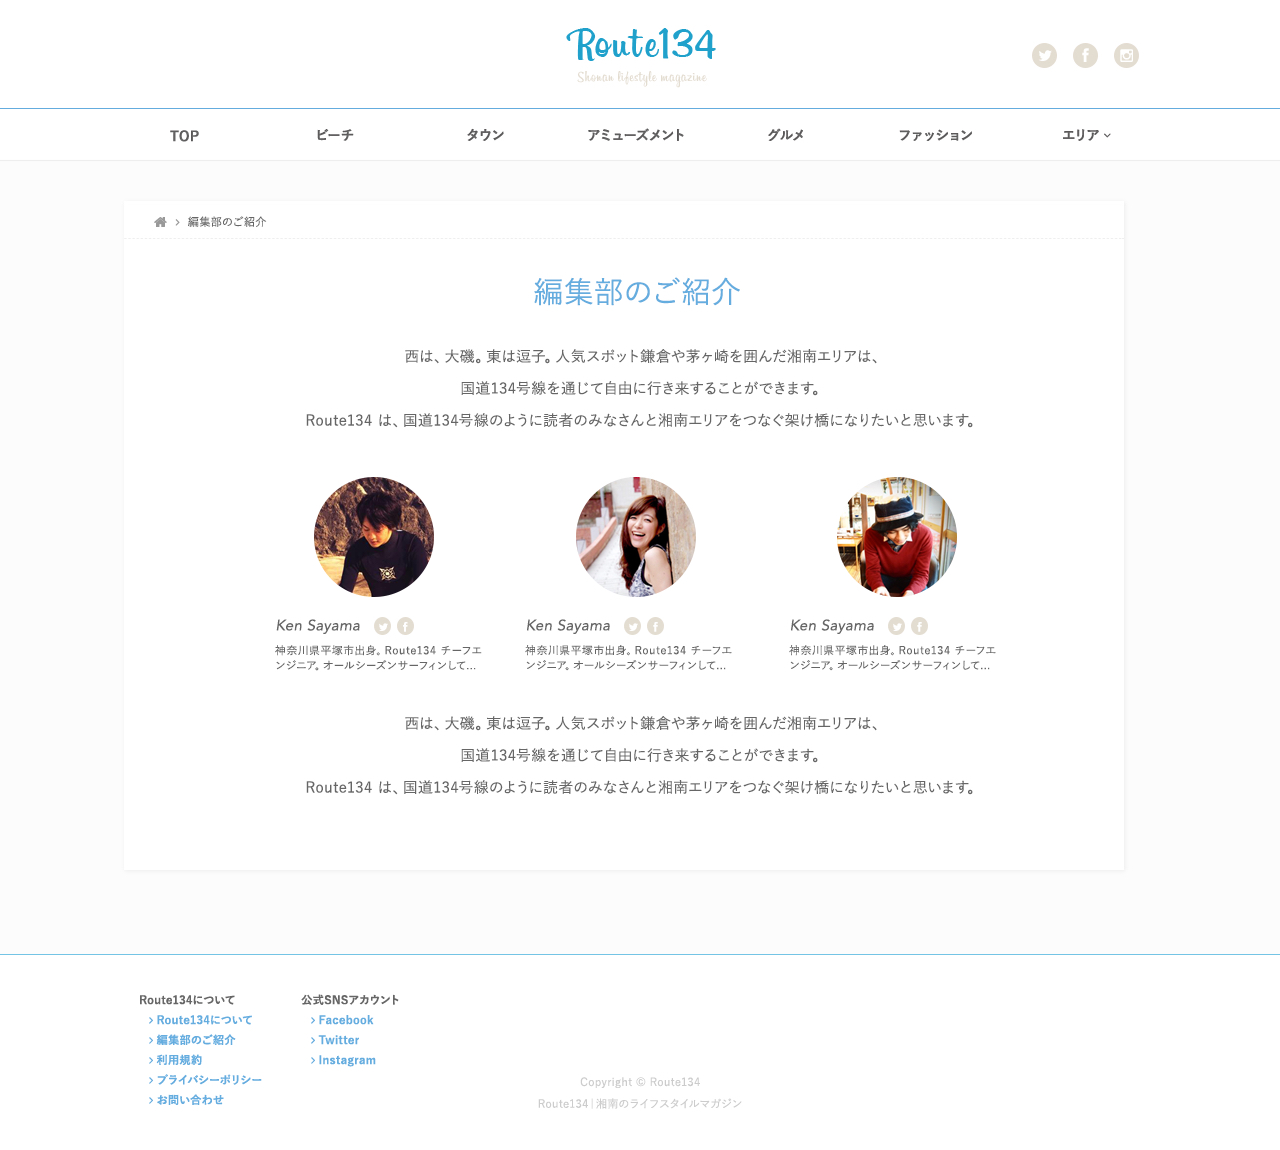 Route134
Shonan lifestyle magazine
TOP
ビーチ
タウン
アミューズメント
グルメ
ファッション
エリア
編集部のご紹介
編集部のご紹介
西は、大磯。東は逗子。人気スポット鎌倉や茅ヶ崎を囲んだ湘南エリアは、
国道134号線を通じて自由に行き来することができます。
Route134 は、国道134号線のように読者のみなさんと湘南エリアをつなぐ架け橋になりたいと思います。
Ken Sayama
神奈川県平塚市出身。Route134 チーフエ
ンジニア。オールシーズンサーフィンして...
Ken Sayama
神奈川県平塚市出身。Route134 チーフエ
ンジニア。オールシーズンサーフィンして...
Ken Sayama
神奈川県平塚市出身。Route134 チーフエ
ンジニア。オールシーズンサーフィンして...
西は、大磯。東は逗子。人気スポット鎌倉や茅ヶ崎を囲んだ湘南エリアは、
国道134号線を通じて自由に行き来することができます。
Route134 は、国道134号線のように読者のみなさんと湘南エリアをつなぐ架け橋になりたいと思います。
Route134について
Route134について
編集部のご紹介
利用規約
プライバシーポリシー
お問い合わせ
公式SNSアカウント
Facebook
Twitter
Instagram
Copyright © Route134
Route134｜湘南のライフスタイルマガジン